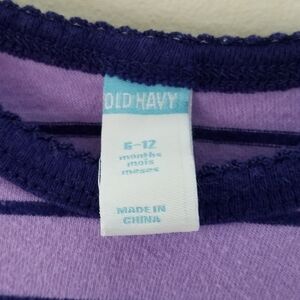 OLD NAVY
6-12
months
mois
meses
MADE IN
CHINA